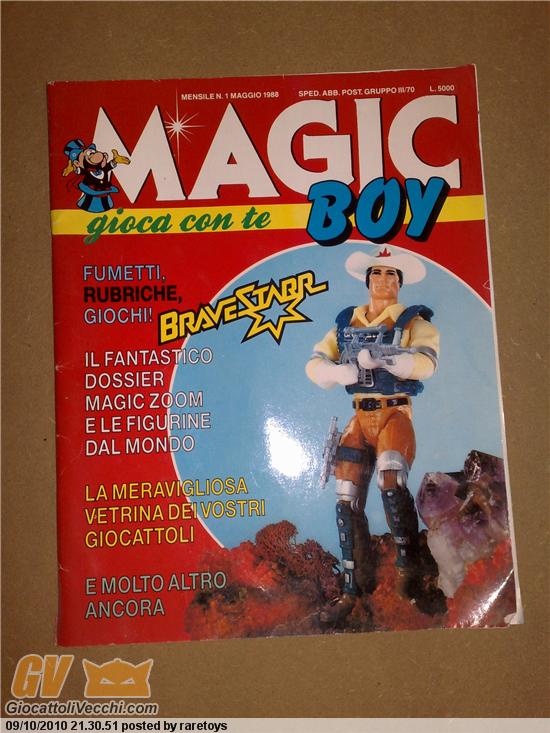 MENSILE N. 1 MAGGIO 1988 SPED. ABB. POST. GRUPPO III/70 L. 5000
MAGIC
BOY
gioca con te
FUMETTI,
RUBRICHE,
GIOCHI!
BRAVESTARR
IL FANTASTICO
DOSSIER
MAGIC ZOOM
E LE FIGURINE
DAL MONDO
LA MERAVIGLIOSA
VETRINA DEI VOSTRI
GIOCATTOLI
E MOLTO ALTRO
ANCORA
GV
GiocattoliVecchi.com
09/10/2010 21.30.51 posted by raretoys